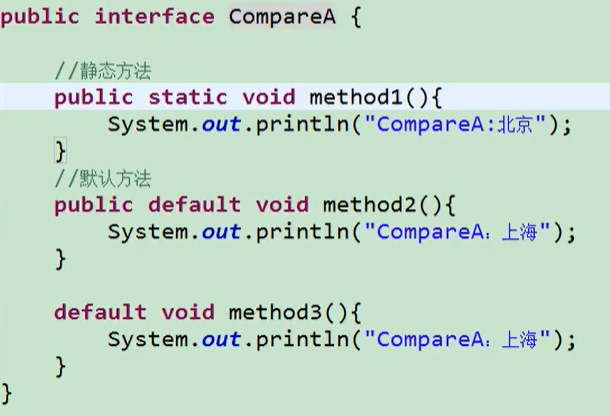 public interface CompareA {
//静态方法
public static void method1(){
System.out.println("CompareA:北京");
}
//默认方法
public default void method2(){
System.out.println("CompareA：上海");
}
default void method3(){
System.out.println("CompareA：上海");
}
}